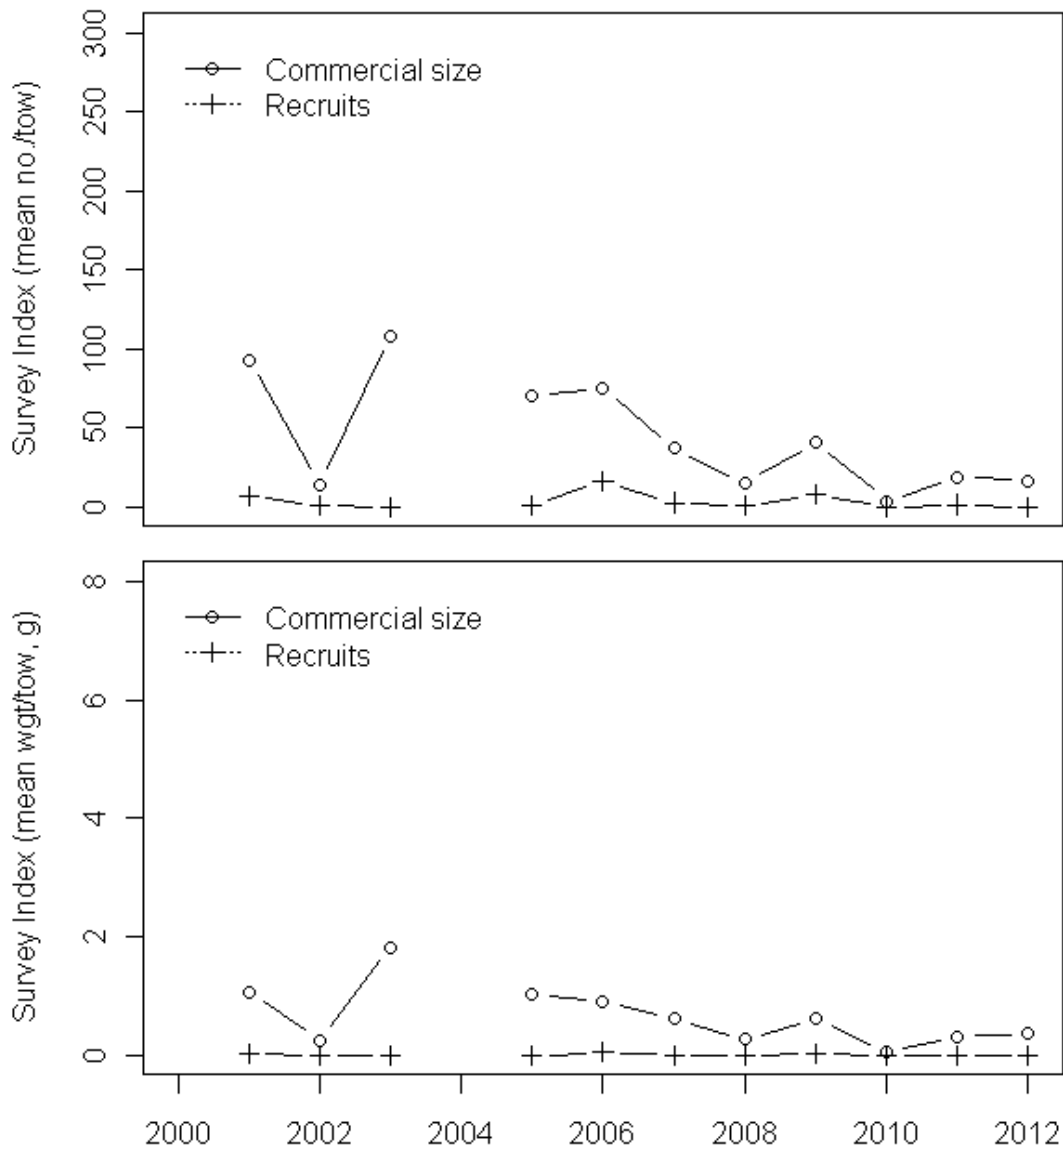 Survey Index (mean no./tow)
300
250
200
150
100
50
0
Commercial size
Recruits
Survey Index (mean wgt/tow, g)
8
6
4
2
0
Commercial size
Recruits
2000 2002 2004 2006 2008 2010 2012